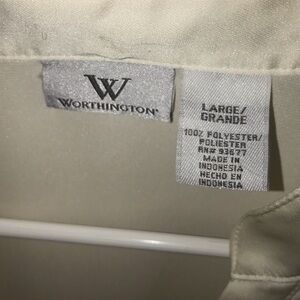 W
WORTHINGTON®
LARGE/
GRANDE
100% POLYESTER/
POLIESTER
RN# 93677
MADE IN
INDONESIA
HECHO EN
INDONESIA